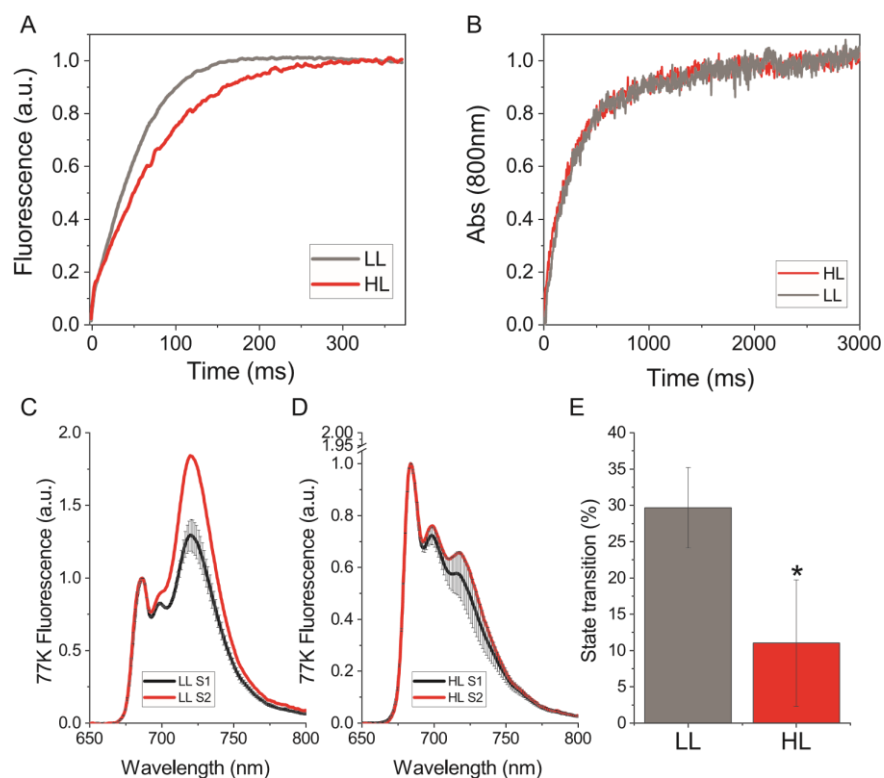 A
Fluorescence (a.u.)
1.0
0.8
0.6
0.4
0.2
0.0
0 100 200 300
Time (ms)
LL
HL
B
Abs (800nm)
1.0
0.8
0.6
0.4
0.2
0.0
0 1000 2000 3000
Time (ms)
HL
LL
C
77K Fluorescence (a.u.)
2.0
1.5
1.0
0.5
0.0
650 700 750 800
Wavelength (nm)
LL S1
LL S2
D
77K Fluorescence (a.u.)
2.00
1.95
1.0
0.8
0.6
0.4
0.2
0.0
650 700 750 800
Wavelength (nm)
HL S1
HL S2
E
State transition (%)
40
35
30
25
20
15
10
5
0
*
LL HL